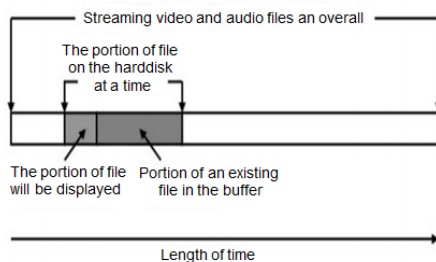 Streaming video and audio files an overall
The portion of file
on the harddisk
at a time
The portion of file
will be displayed
Portion of an existing
file in the buffer
Length of time